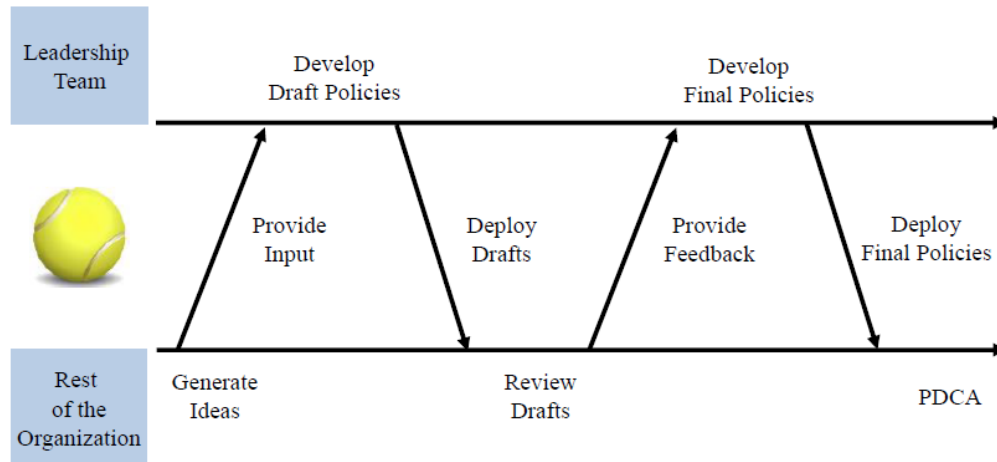 Leadership
Team
Develop
Draft Policies
Develop
Final Policies
Provide
Input
Deploy
Drafts
Provide
Feedback
Deploy
Final Policies
Rest
of the
Organization
Generate
Ideas
Review
Drafts
PDCA